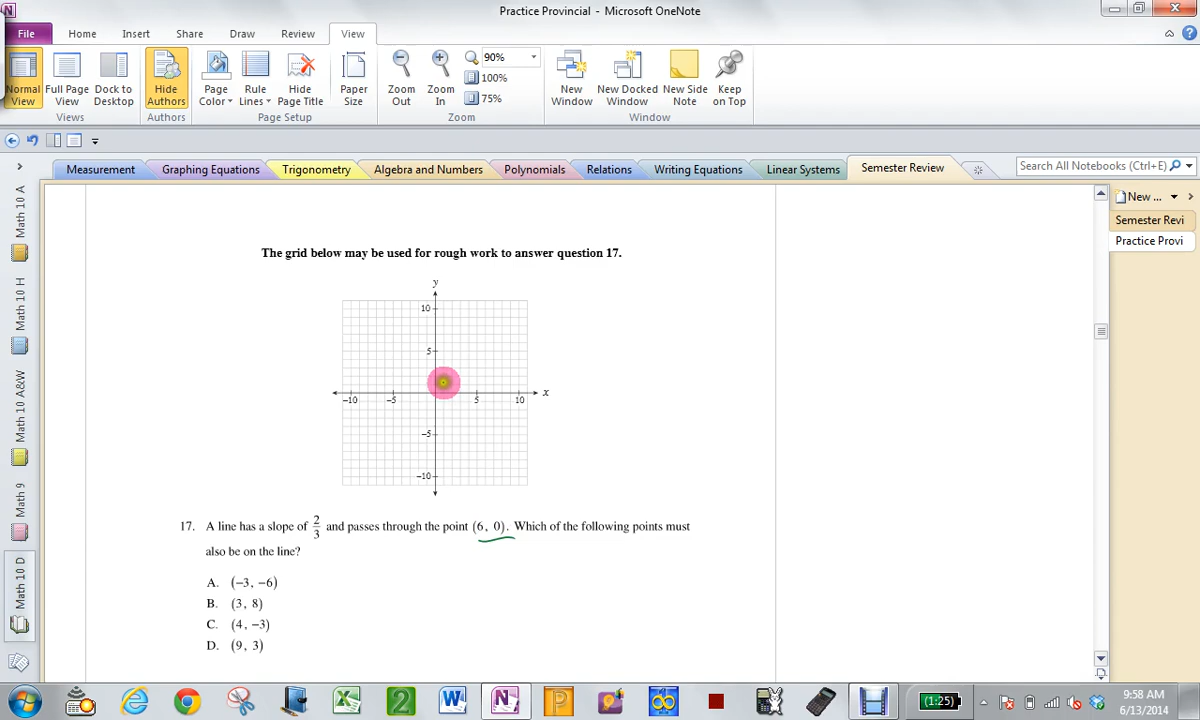 Practice Provincial - Microsoft OneNote
File Home Insert Share Draw Review View
Normal View
Full Page View
Dock to Desktop
Hide Authors
Page Color
Rule Lines
Hide Page Title
Paper Size
Zoom Out
Zoom In
90%
100%
75%
New Window
New Docked Window
New Side Note
Keep on Top
Views Authors Page Setup Zoom Window
Measurement Graphing Equations Trigonometry Algebra and Numbers Polynomials Relations Writing Equations Linear Systems Semester Review
Search All Notebooks (Ctrl+E)
New ...
Semester Revi
Practice Provi
Math 10 A
Math 10 H
Math 10 A&W
Math 9
Math 10 D
The grid below may be used for rough work to answer question 17.
y
10
5
-10 -5 5 10 x
-5
-10
17. A line has a slope of 2/3 and passes through the point (6, 0). Which of the following points must
also be on the line?
A. (-3, -6)
B. (3, 8)
C. (4, -3)
D. (9, 3)
(1:25)
9:58 AM
6/13/2014